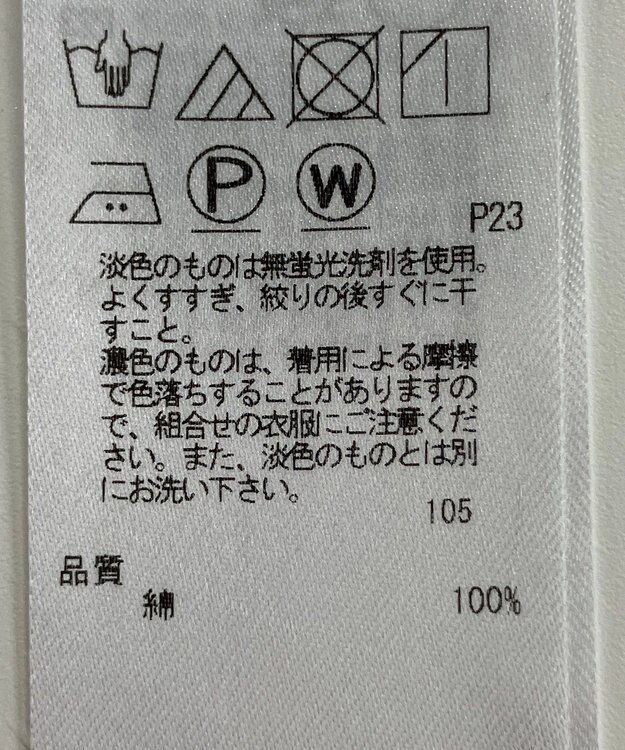 P
W
P23
淡色のものは無蛍光洗剤を使用。
よくすすぎ、絞りの後すぐに干
すこと。
濃色のものは、着用による摩擦
で色落ちすることがありますの
で、組合せの衣服にご注意くだ
さい。また、淡色のものとは別
にお洗い下さい。
105
品質
綿 100%